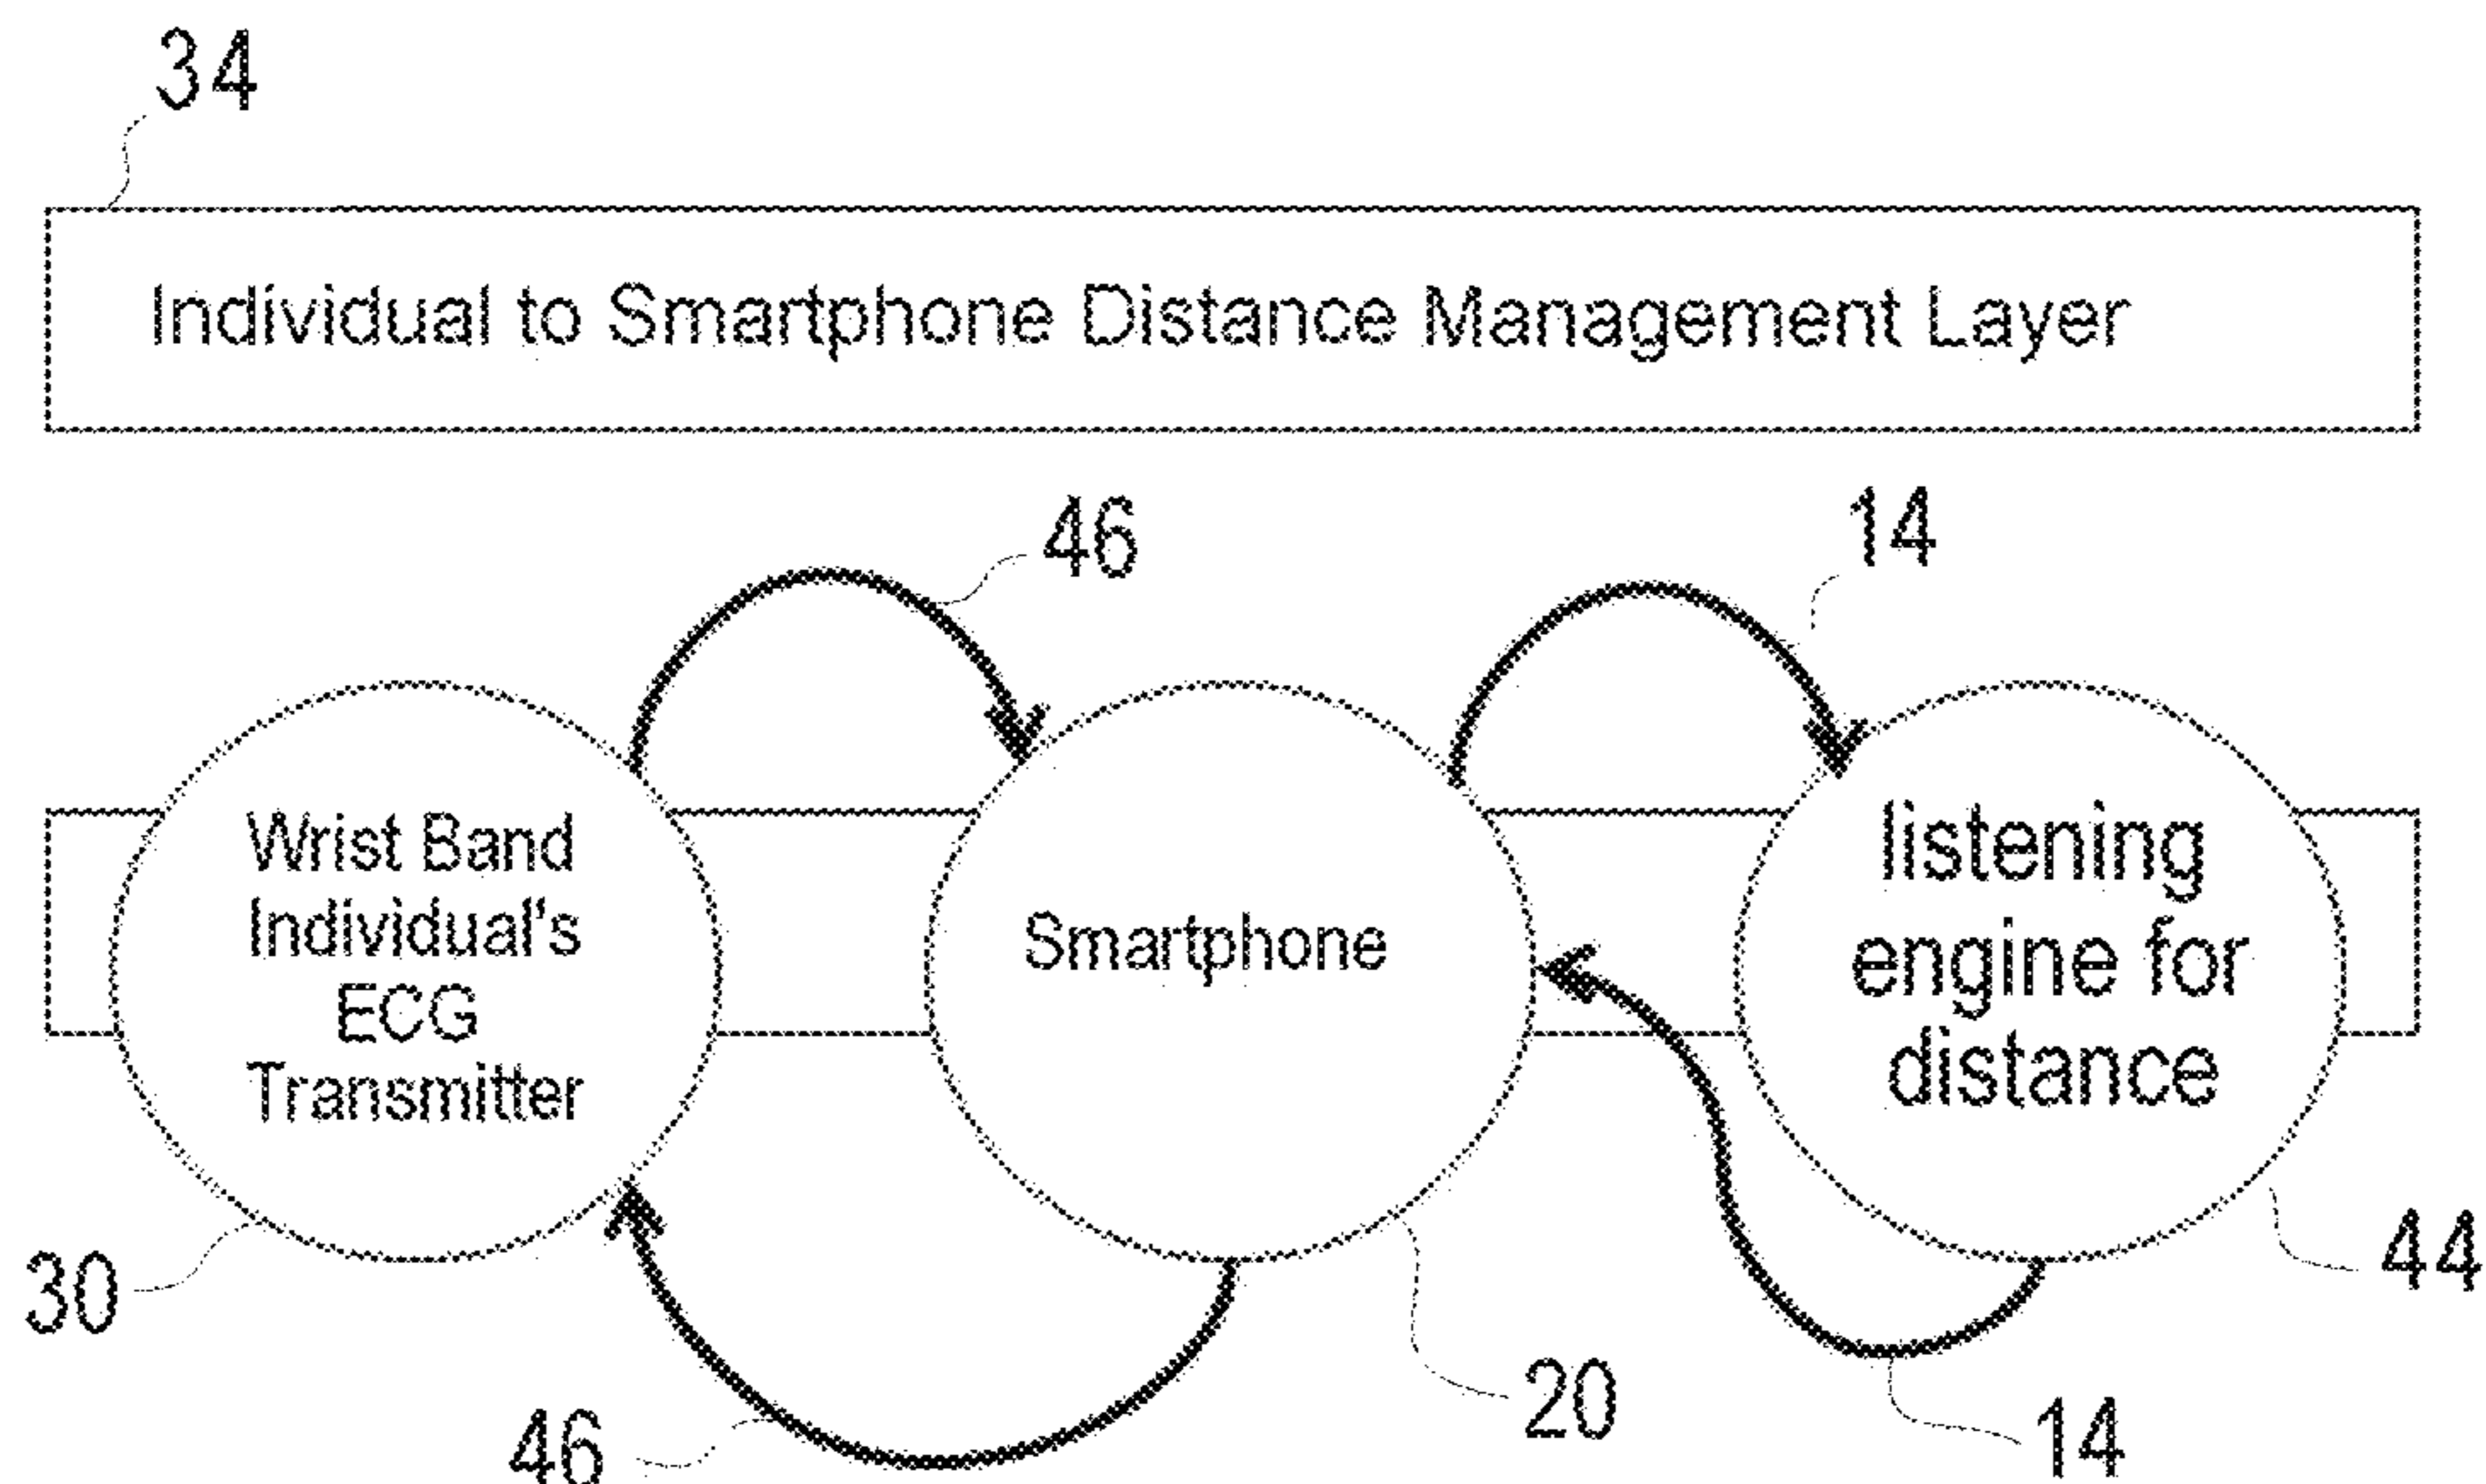 34
Individual to Smartphone Distance Management Layer
46
14
Wrist Band
Individual's
ECG
Transmitter
Smartphone
listening
engine for
distance
30
44
20
46
14